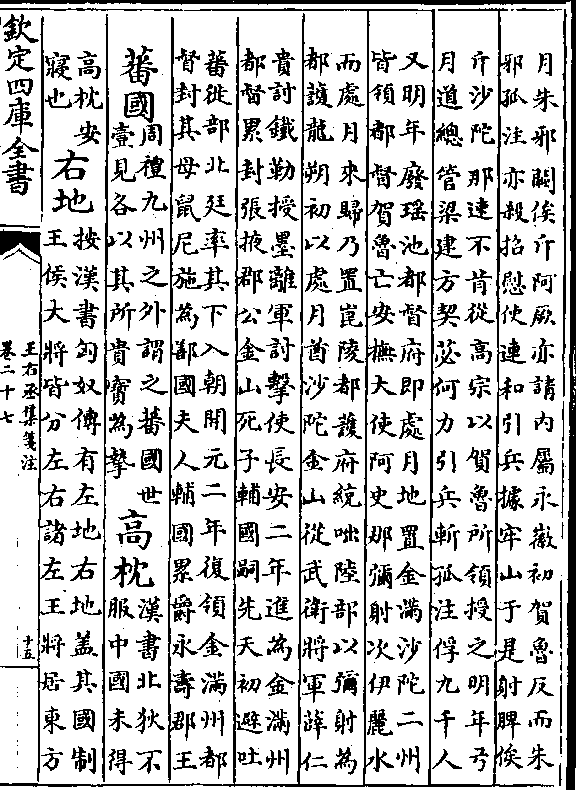 月朱邪闕俟斤阿厥亦請内屬永徽初賀魯反而朱
邪孤注亦殺招慰使連和引兵據牢山于是射脾俟
斤沙陀那速不肯從高宗以賀魯所領授之明年弓
月道總管梁建方契苾何力引兵斬孤注俘九千人
又明年廢瑤池都督府即處月地置金滿沙陀二州
皆領都督賀魯亡安撫大使阿史那彌射次伊麗水
而處月來歸乃置崑陵都護府統咄陸部以彌射為
都護龍朔初以處月酋沙陀金山從武衛將軍薛仁
貴討鐵勒授墨離軍討擊使長安二年進為金滿州
都督累封張掖郡公金山死子輔國嗣先天初避吐
蕃徙部北廷率其下入朝開元二年復領金滿州都
督封其母鼠尼施為鄯國夫人輔國累爵永壽郡王
蕃國
周禮九州之外謂之蕃國世
壹見各以其所貴寶為摯
高枕
漢書北狄不
服中國未得
高枕安
寢也
右地
按漢書匈奴傳有左地右地蓋其國制
王侯大將皆分左右諸左王將居東方
欽定四庫全書
王右丞集箋注
卷二十七
十五